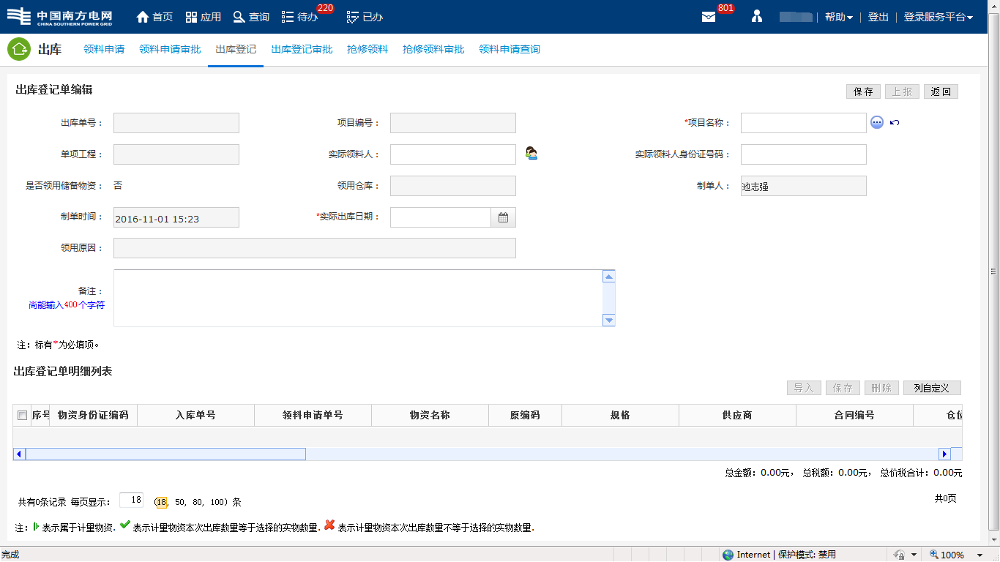 中国南方电网 CHINA SOUTHERN POWER GRID 首页 应用 查询 待办 220 已办 801 帮助 登出 登录服务平台
出库 领料申请 领料申请审批 出库登记 出库登记审批 抢修领料 抢修领料审批 领料申请查询
出库登记单编辑 保存 上报 返回
出库单号： 项目编号： *项目名称：
单项工程： 实际领料人： 实际领料人身份证号码：
是否领用储备物资： 否 领用仓库： 制单人： 池志强
制单时间： 2016-11-01 15:23 *实际出库日期：
领用原因：
备注：
尚能输入400个字符
注：标有*为必填项。
出库登记单明细列表
导入 保存 删除 列自定义
序号 物资身份证编码 入库单号 领料申请单号 物资名称 原编码 规格 供应商 合同编号 仓位
总金额：0.00元， 总税额：0.00元， 总价税合计：0.00元
共有0条记录 每页显示： 18 (18, 50, 80, 100) 条 共0页
注： 表示属于计量物资. 表示计量物资本次出库数量等于选择的实物数量. 表示计量物资本次出库数量不等于选择的实物数量.
完成 Internet | 保护模式: 禁用 100%